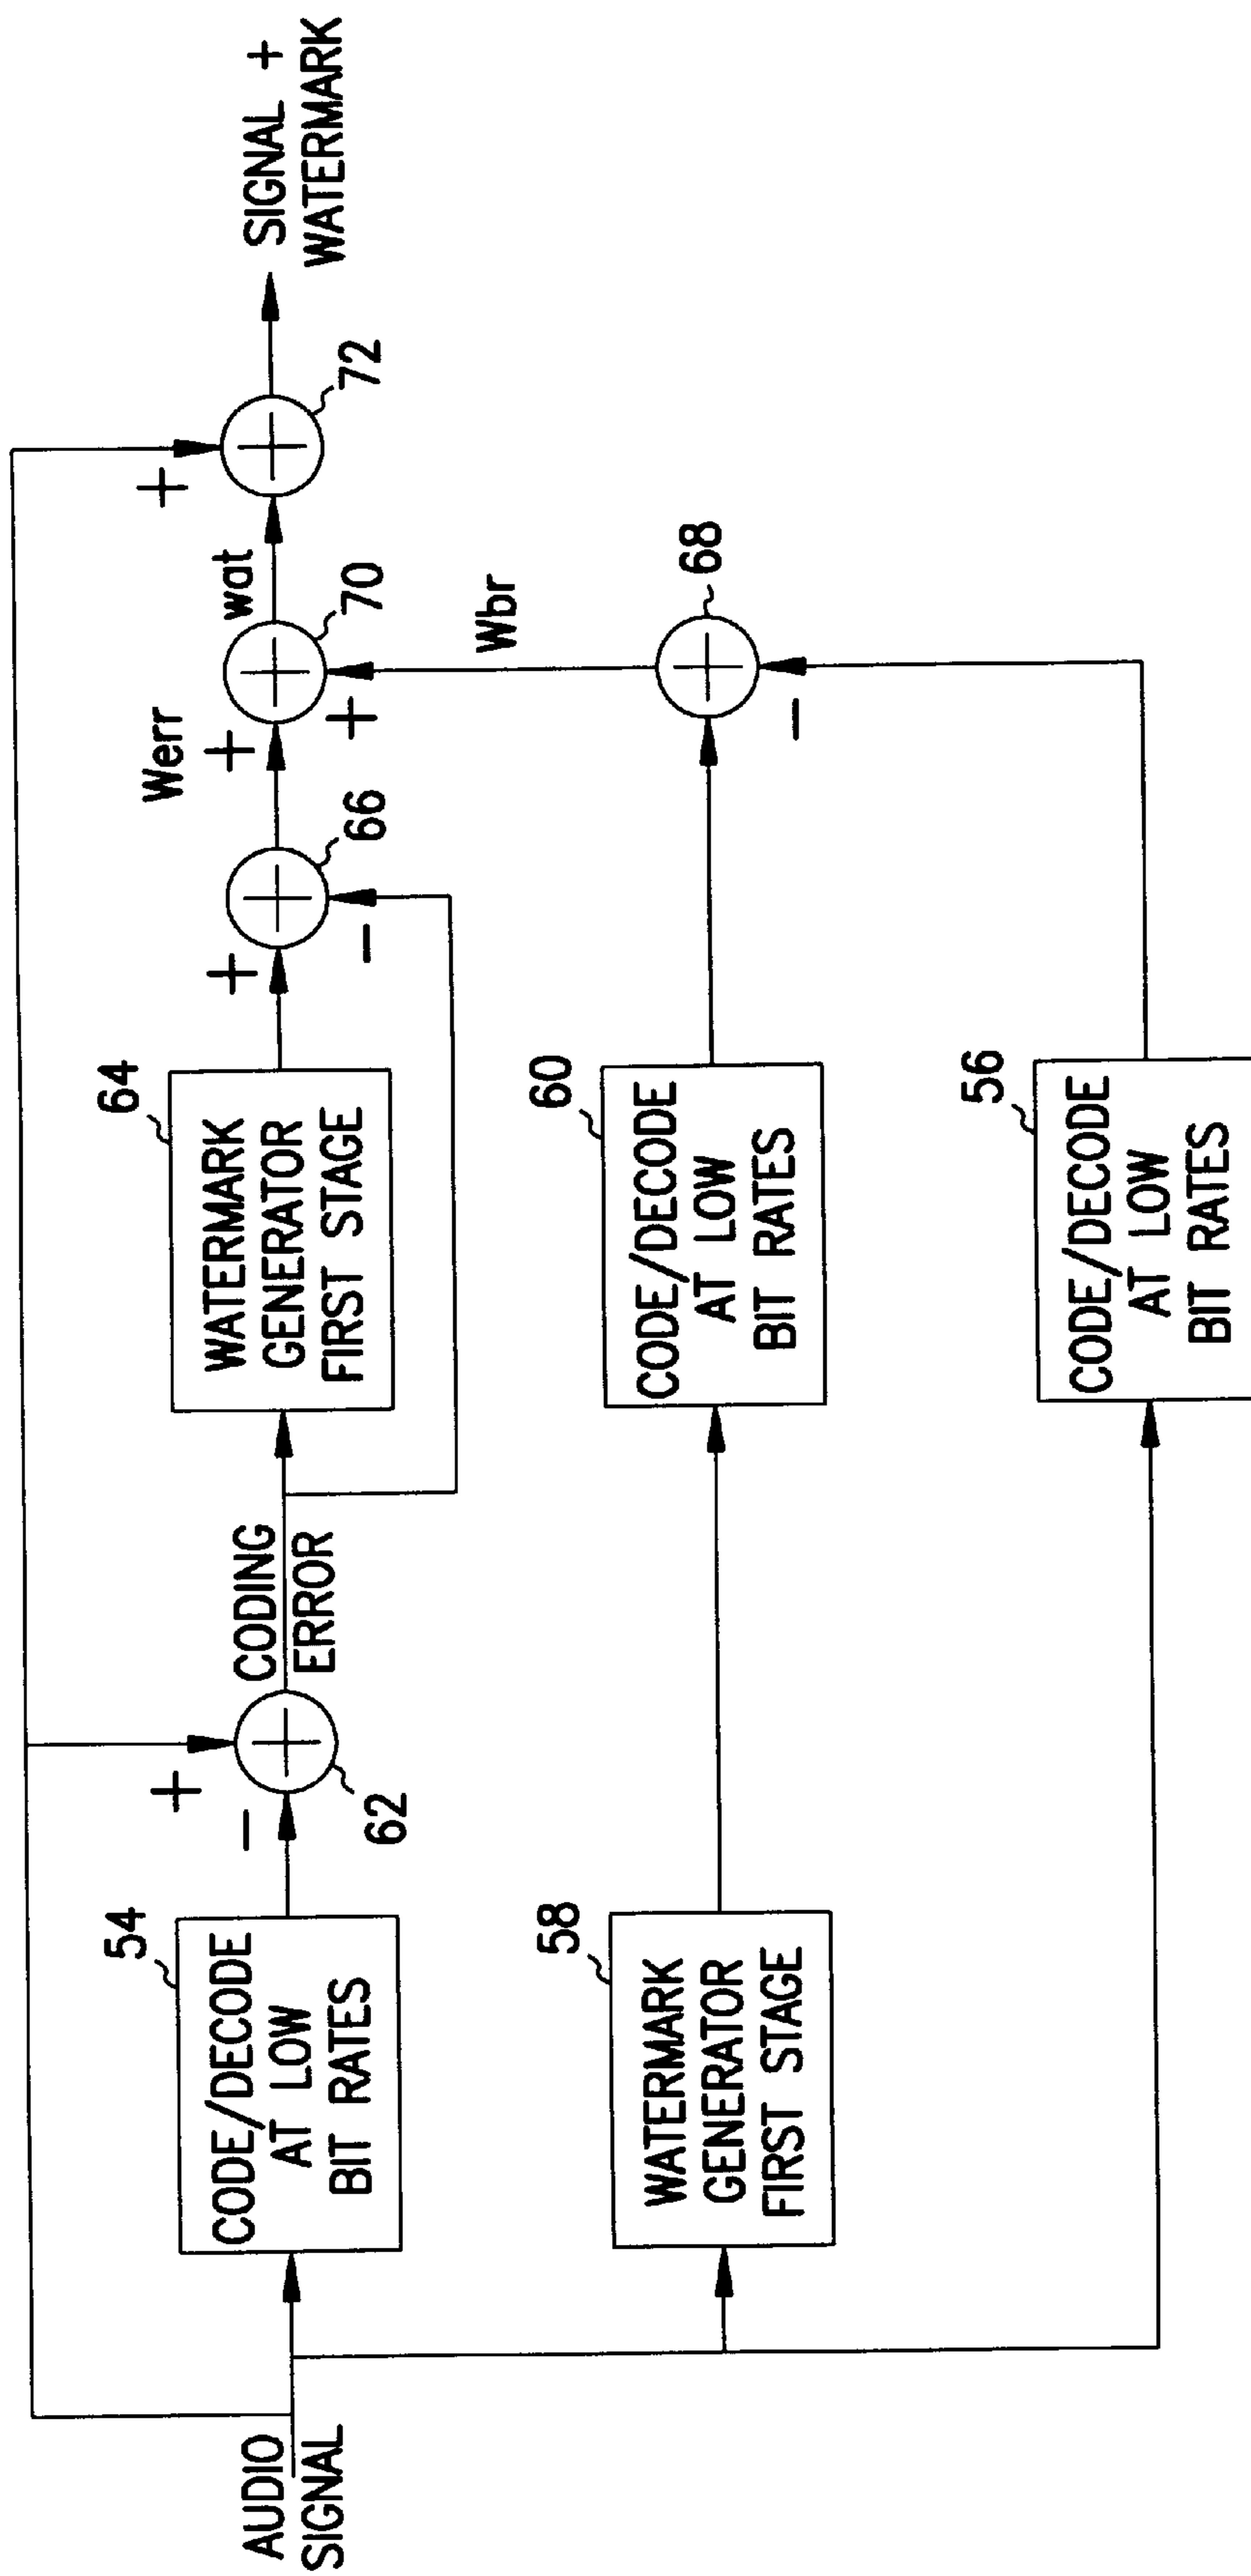 AUDIO
SIGNAL
54
CODE/DECODE
AT LOW
BIT RATES
+
-
62
CODING
ERROR
64
WATERMARK
GENERATOR
FIRST STAGE
+
-
66
Werr
+
+
70
wat
+
72
SIGNAL +
WATERMARK
58
WATERMARK
GENERATOR
FIRST STAGE
60
CODE/DECODE
AT LOW
BIT RATES
Wbr
68
-
56
CODE/DECODE
AT LOW
BIT RATES